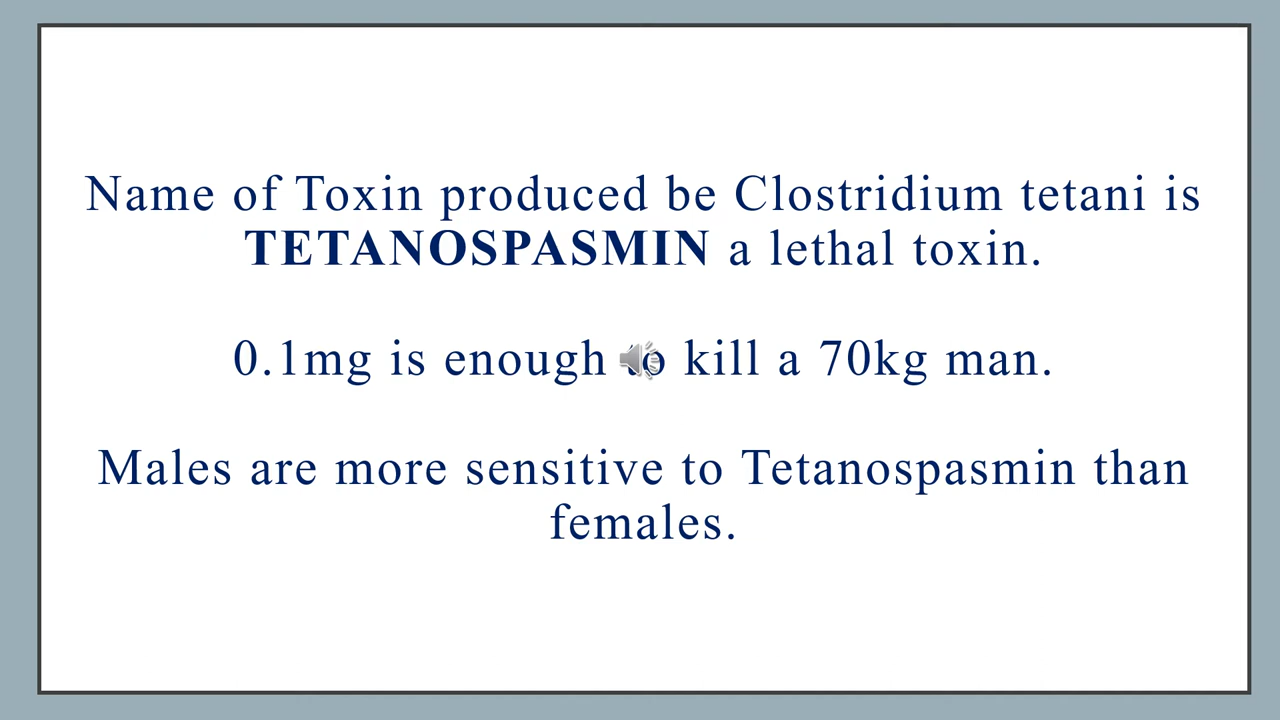 Name of Toxin produced be Clostridium tetani is
TETANOSPASMIN a lethal toxin.
0.1mg is enough to kill a 70kg man.
Males are more sensitive to Tetanospasmin than
females.